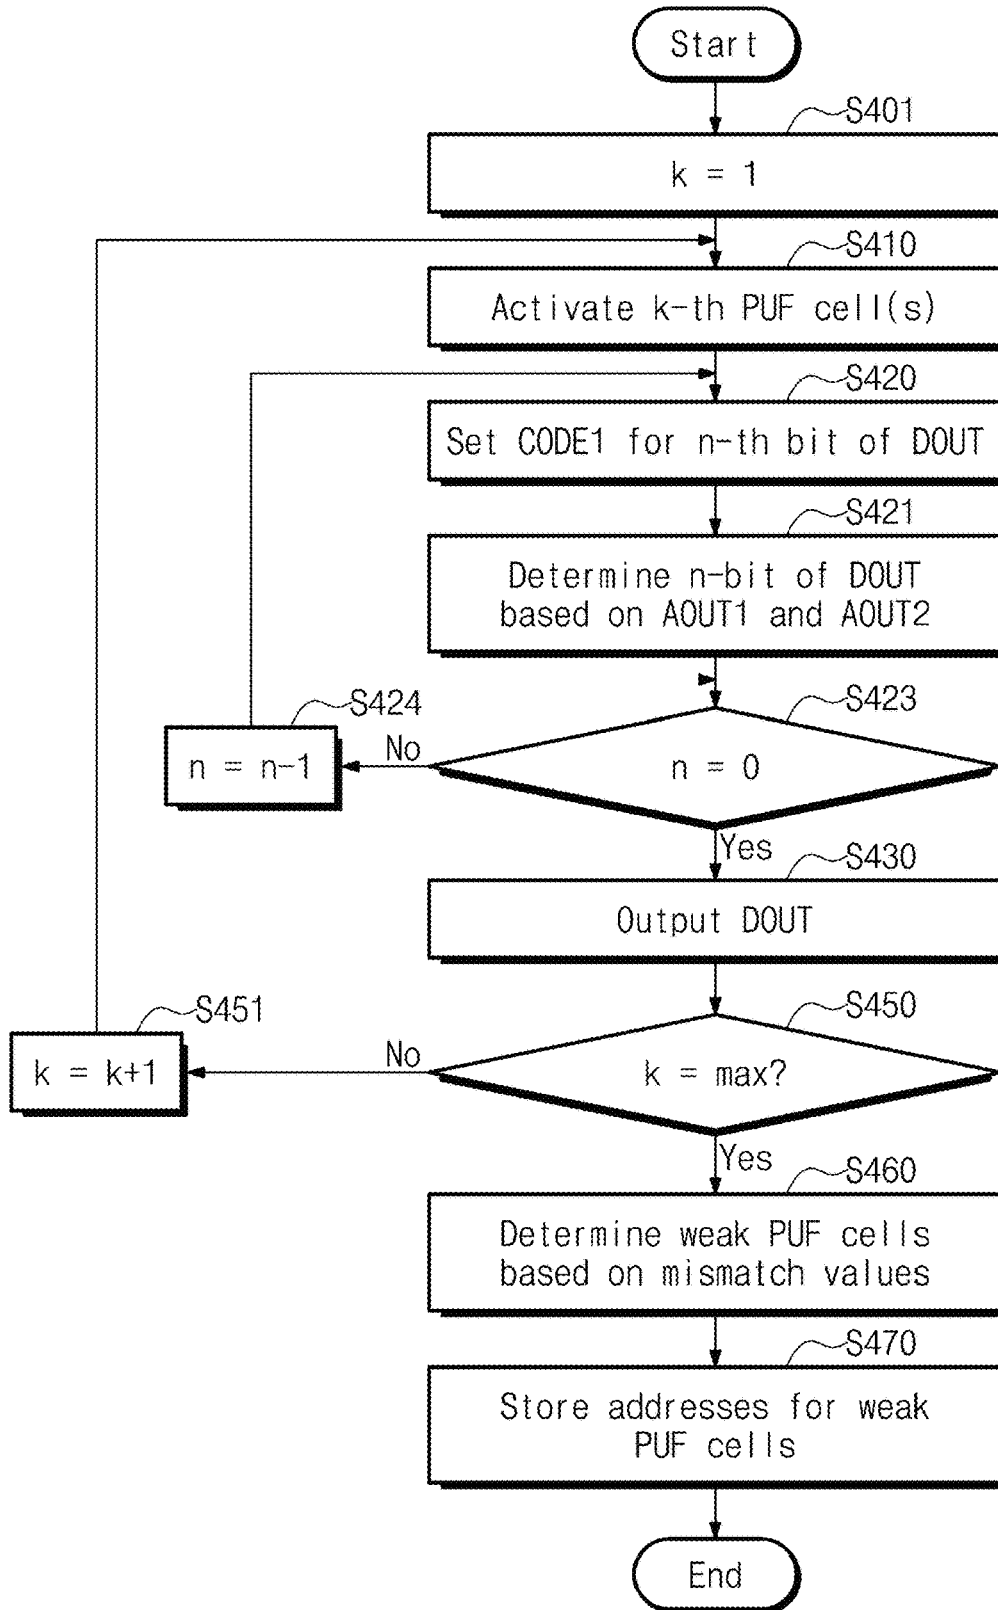 Start
S401
k = 1
S410
Activate k-th PUF cell(s)
S420
Set CODE1 for n-th bit of DOUT
S421
Determine n-bit of DOUT
based on AOUT1 and AOUT2
S423
n = 0
No
S424
n = n-1
Yes
S430
Output DOUT
S450
k = max?
No
S451
k = k+1
Yes
S460
Determine weak PUF cells
based on mismatch values
S470
Store addresses for weak
PUF cells
End